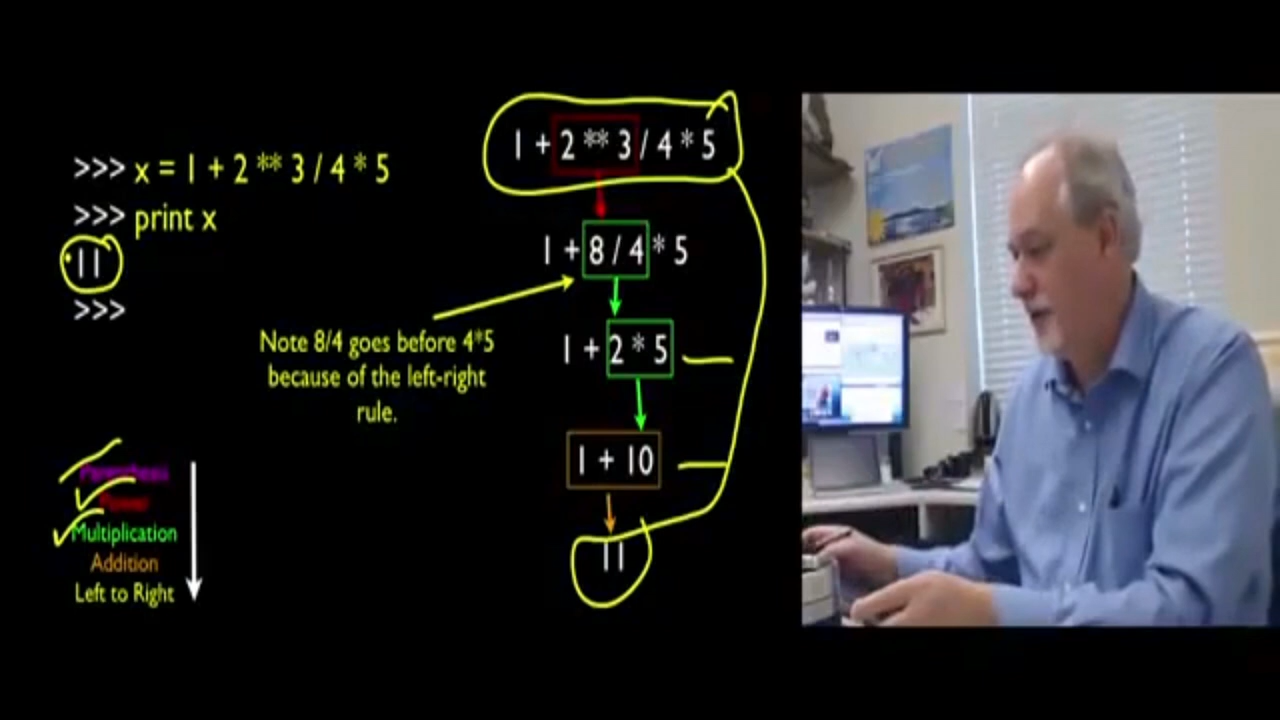 >>> x = 1 + 2 ** 3 / 4 * 5
>>> print x
11
>>>
1 + 2 ** 3 / 4 * 5
1 + 8 / 4 * 5
Note 8/4 goes before 4*5
because of the left-right
rule.
1 + 2 * 5
1 + 10
11
Parenthesis
Power
Multiplication
Addition
Left to Right